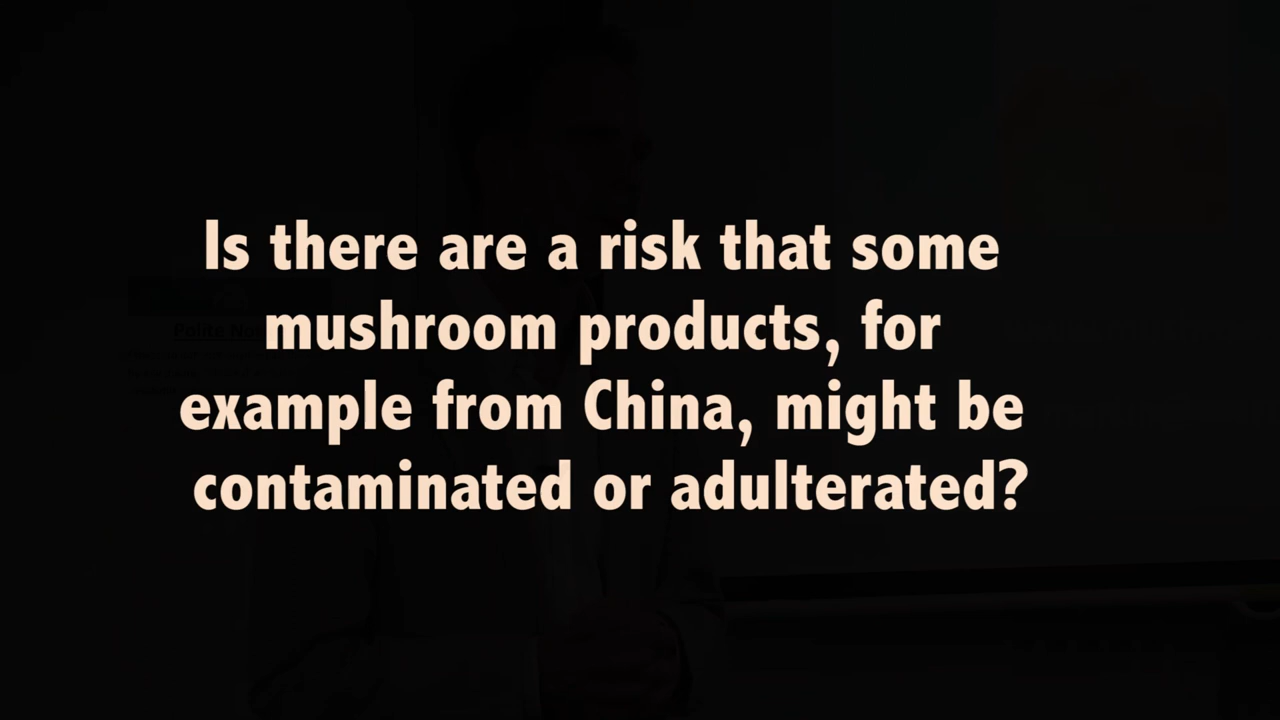 Is there are a risk that some
mushroom products, for
example from China, might be
contaminated or adulterated?